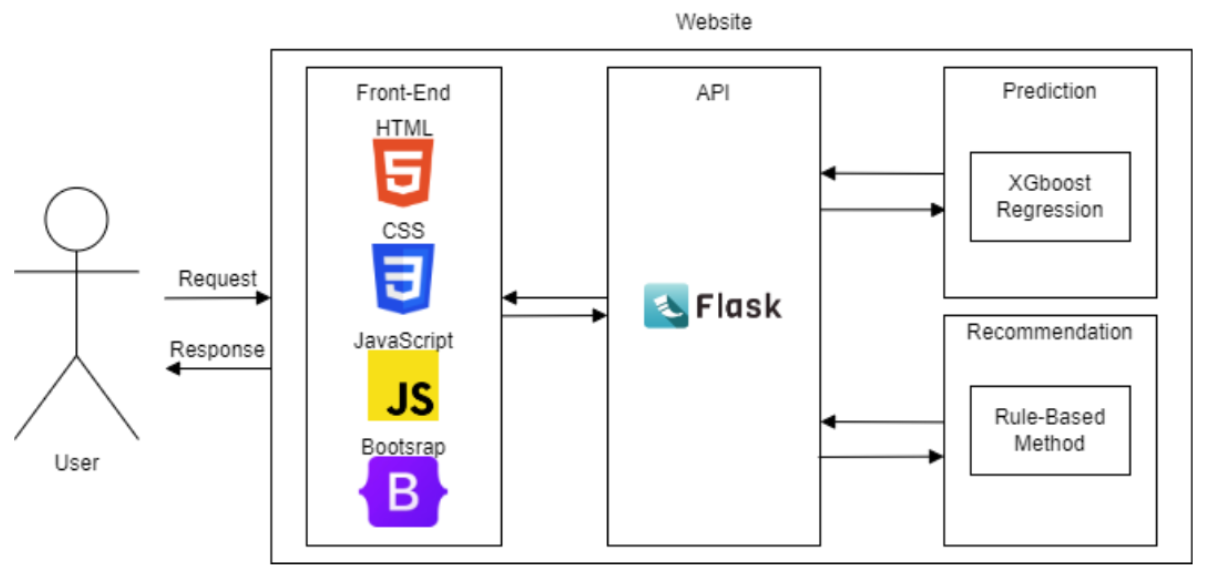 Website
Front-End
HTML
5
CSS
3
JavaScript
JS
Bootsrap
B
API
Flask
Prediction
XGboost
Regression
Recommendation
Rule-Based
Method
Request
Response
User